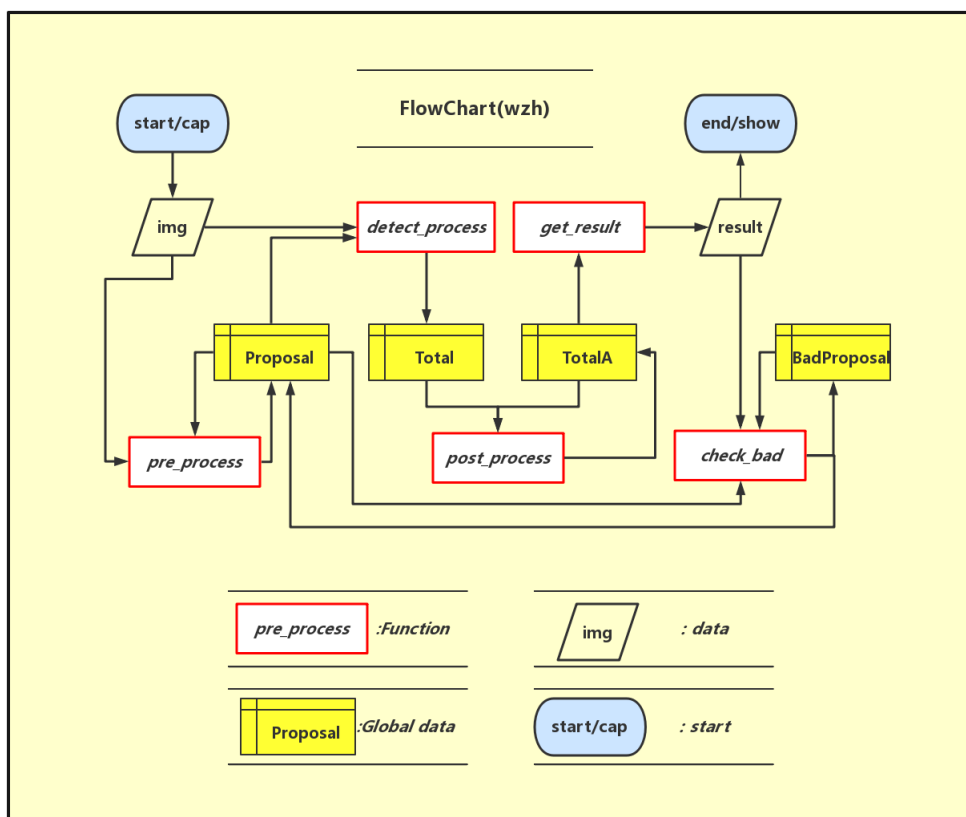 FlowChart(wzh)
start/cap
end/show
img
detect_process
get_result
result
Proposal
Total
TotalA
BadProposal
pre_process
post_process
check_bad
pre_process :Function
img : data
Proposal :Global data
start/cap : start